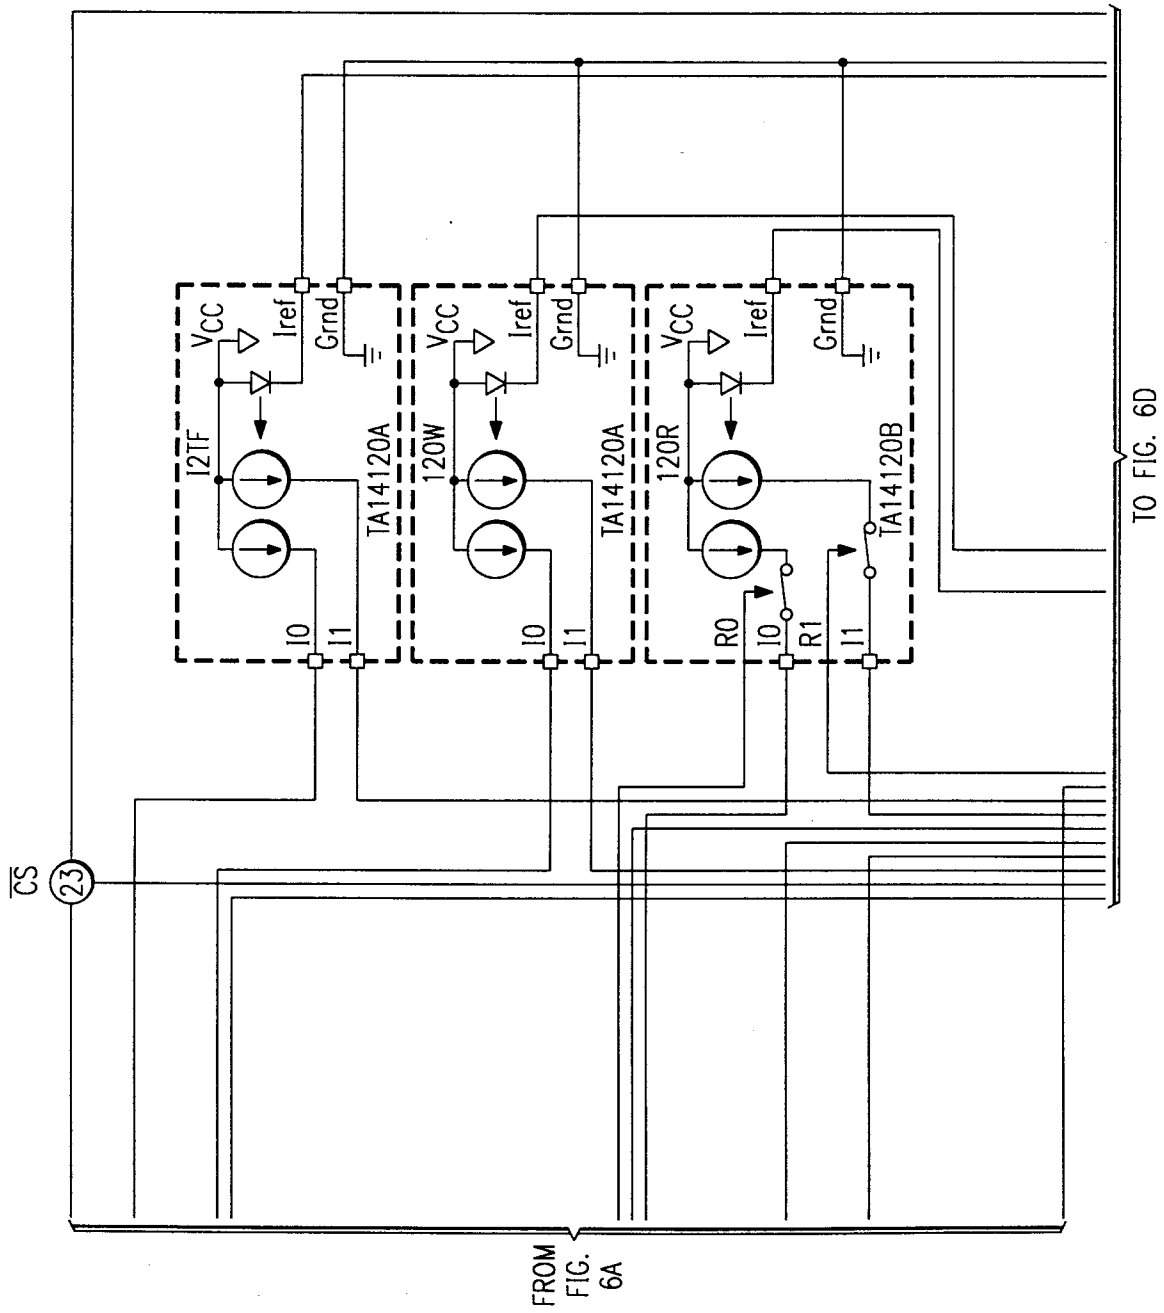 CS
23
I2TF
VCC
Iref
Grnd
I0
I1
TA14120A
120W
VCC
Iref
Grnd
I0
I1
TA14120A
120R
VCC
Iref
Grnd
R0
I0
R1
I1
TA14120B
FROM
FIG.
6A
TO FIG. 6D